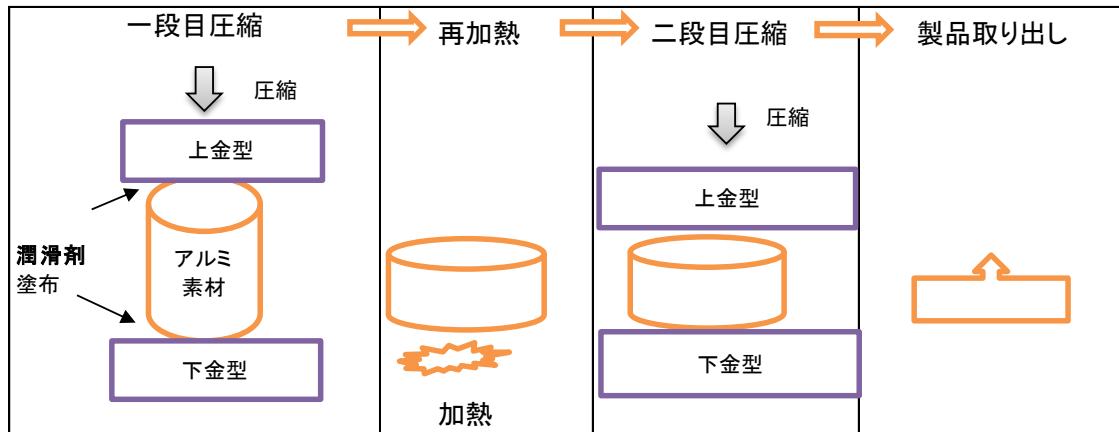 一段目圧縮
再加熱
二段目圧縮
製品取り出し
圧縮
上金型
潤滑剤
塗布
アルミ
素材
下金型
加熱
圧縮
上金型
下金型